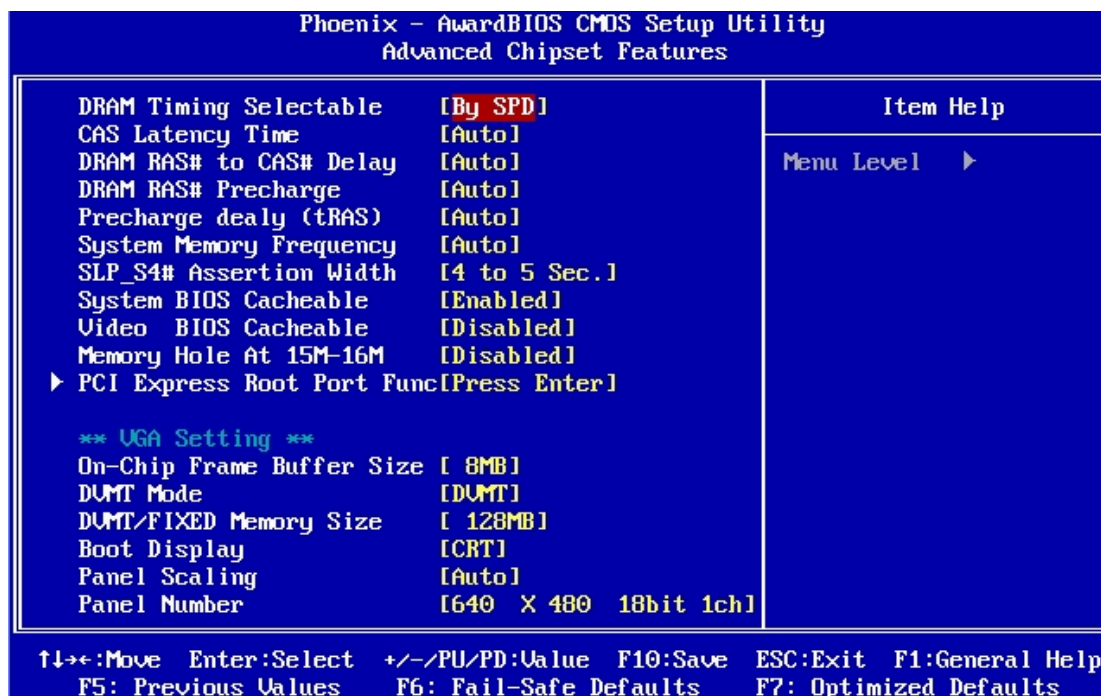 Phoenix - AwardBIOS CMOS Setup Utility
Advanced Chipset Features
DRAM Timing Selectable [By SPD]
CAS Latency Time [Auto]
DRAM RAS# to CAS# Delay [Auto]
DRAM RAS# Precharge [Auto]
Precharge dealy (tRAS) [Auto]
System Memory Frequency [Auto]
SLP_S4# Assertion Width [4 to 5 Sec.]
System BIOS Cacheable [Enabled]
Video BIOS Cacheable [Disabled]
Memory Hole At 15M-16M [Disabled]
PCI Express Root Port Func[Press Enter]
** VGA Setting **
On-Chip Frame Buffer Size [ 8MB]
DVMT Mode [DVMT]
DVMT/FIXED Memory Size [ 128MB]
Boot Display [CRT]
Panel Scaling [Auto]
Panel Number [640 X 480 18bit 1ch]
Item Help
Menu Level
↑↓→←:Move Enter:Select +/-/PU/PD:Value F10:Save ESC:Exit F1:General Help
F5: Previous Values F6: Fail-Safe Defaults F7: Optimized Defaults